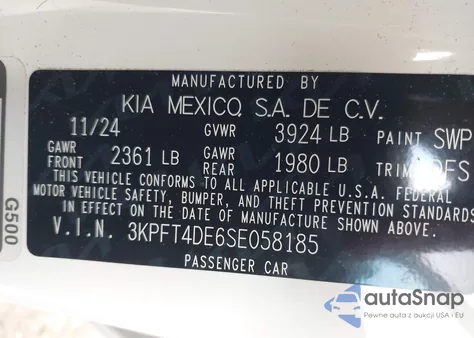 MANUFACTURED BY
KIA MEXICO, S.A. DE C.V.
11/24 GVWR 3924 LB PAINT SWP
GAWR FRONT 2361 LB GAWR REAR 1980 LB TRIM DFS
THIS VEHICLE CONFORMS TO ALL APPLICABLE U.S.A. FEDERAL
MOTOR VEHICLE SAFETY, BUMPER, AND THEFT PREVENTION STANDARDS
IN EFFECT ON THE DATE OF MANUFACTURE SHOWN ABOVE.
V.I.N. 3KPFT4DE6SE058185
PASSENGER CAR
G500
autoSnap
Pewne auta z aukcji USA i EU